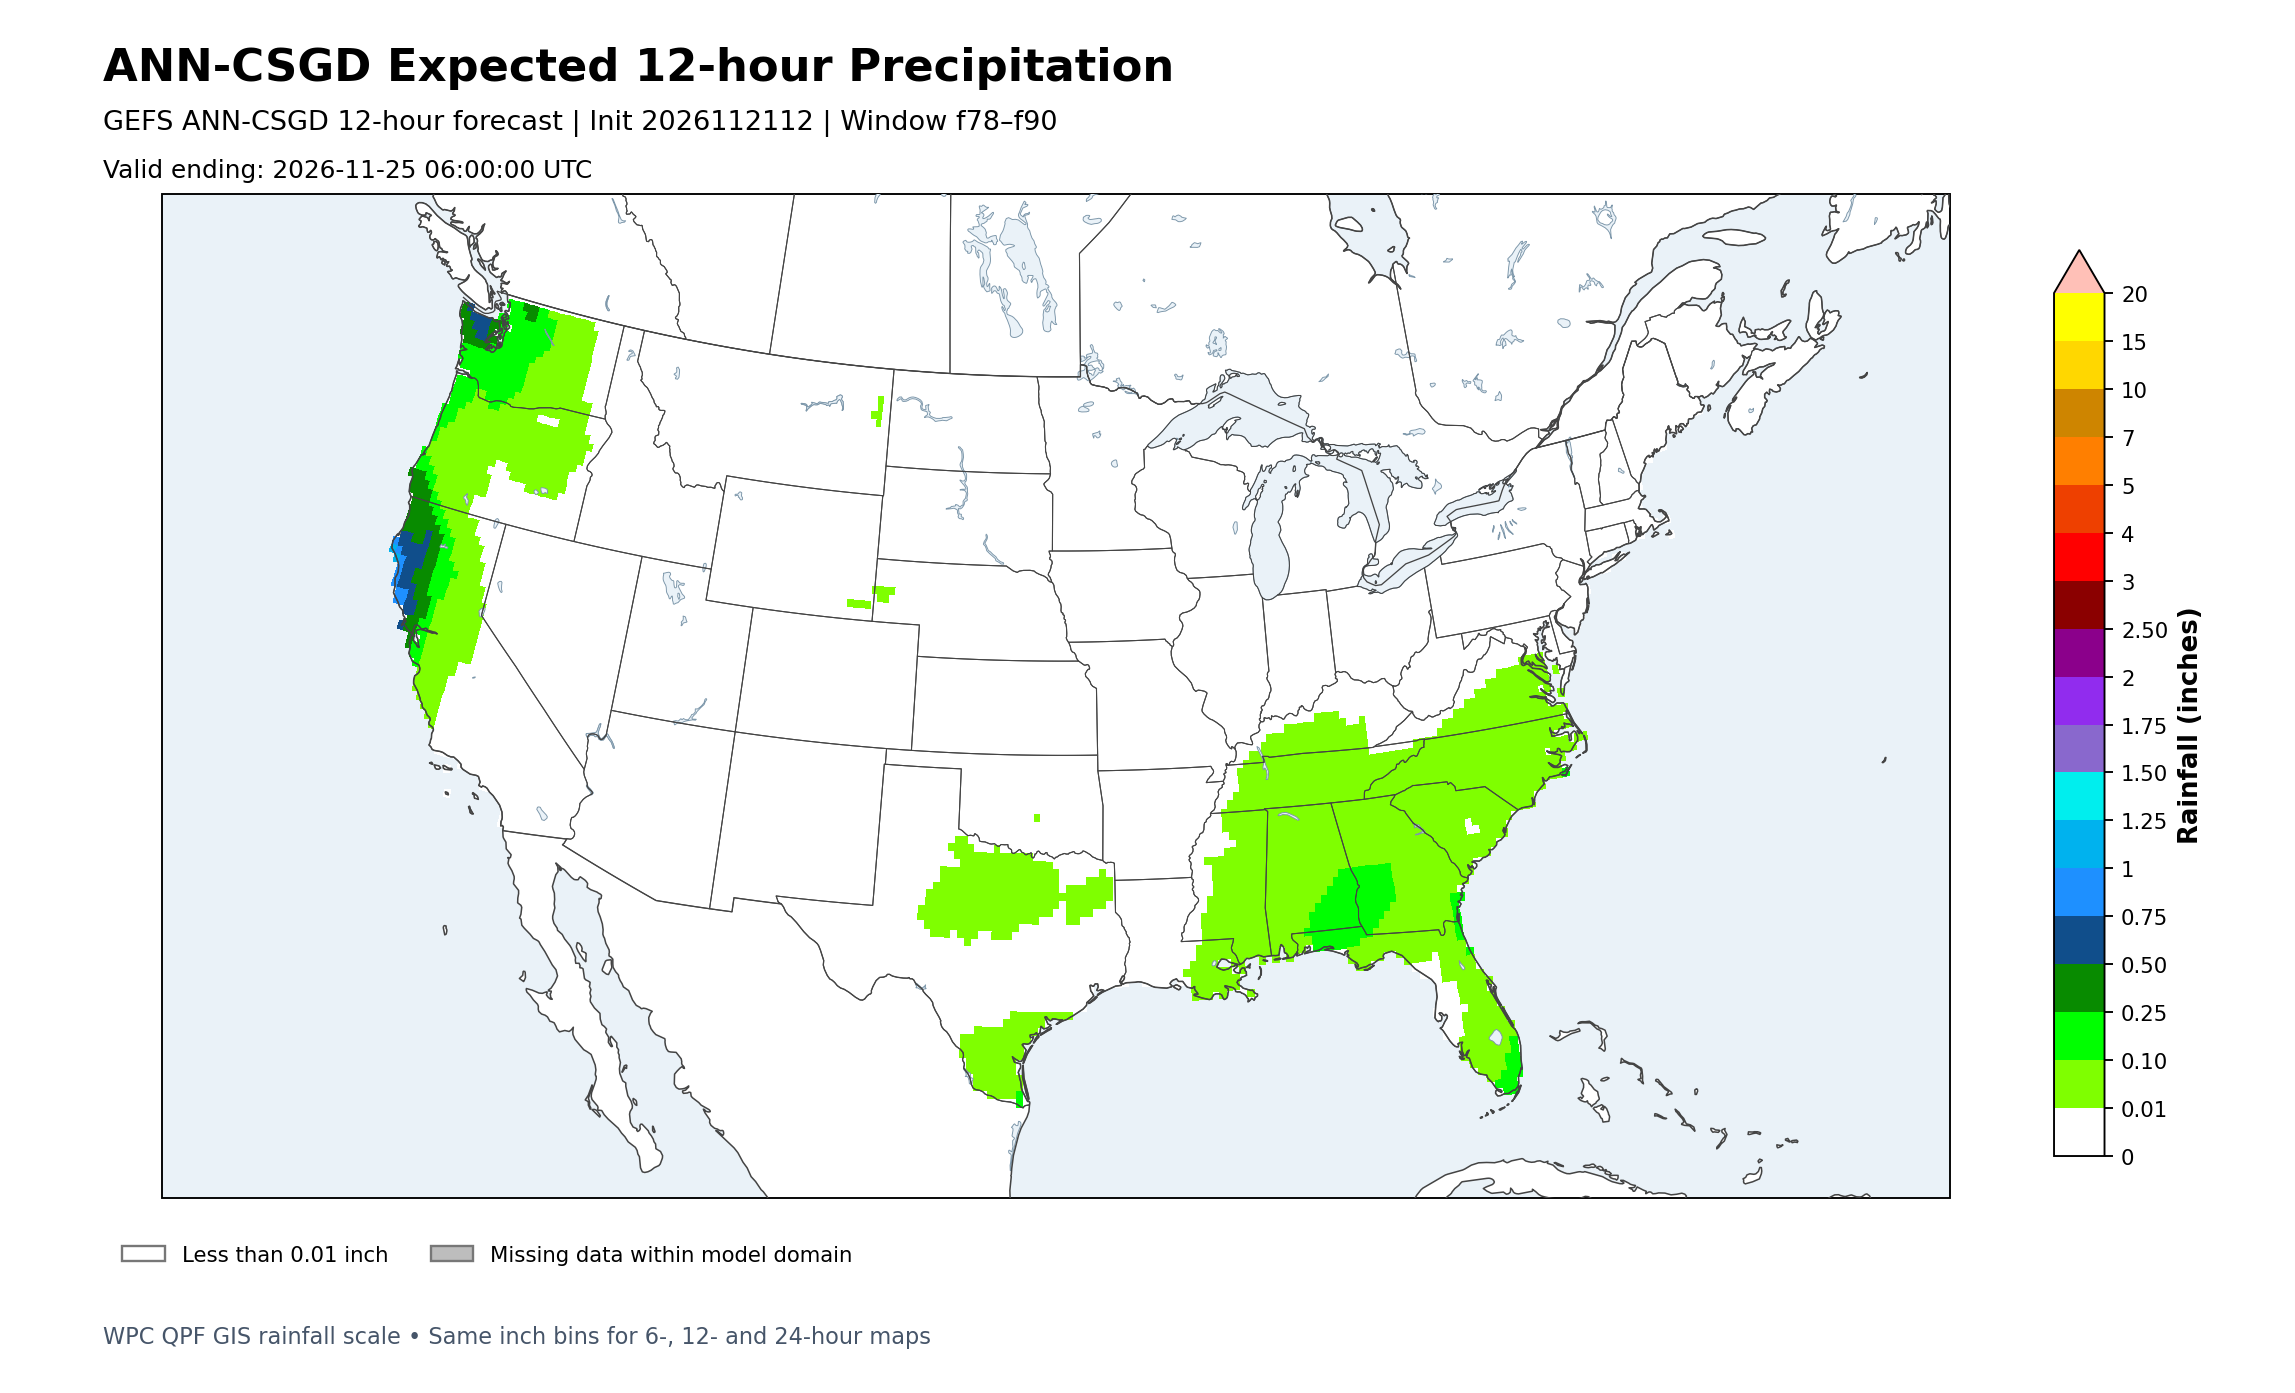 ANN-CSGD Expected 12-hour Precipitation
GEFS ANN-CSGD 12-hour forecast | Init 2026112112 | Window f78–f90
Valid ending: 2026-11-25 06:00:00 UTC
20
15
10
7
5
4
3
2.50
2
1.75
1.50
1.25
1
0.75
0.50
0.25
0.10
0.01
0
Rainfall (inches)
Less than 0.01 inch
Missing data within model domain
WPC QPF GIS rainfall scale • Same inch bins for 6-, 12- and 24-hour maps